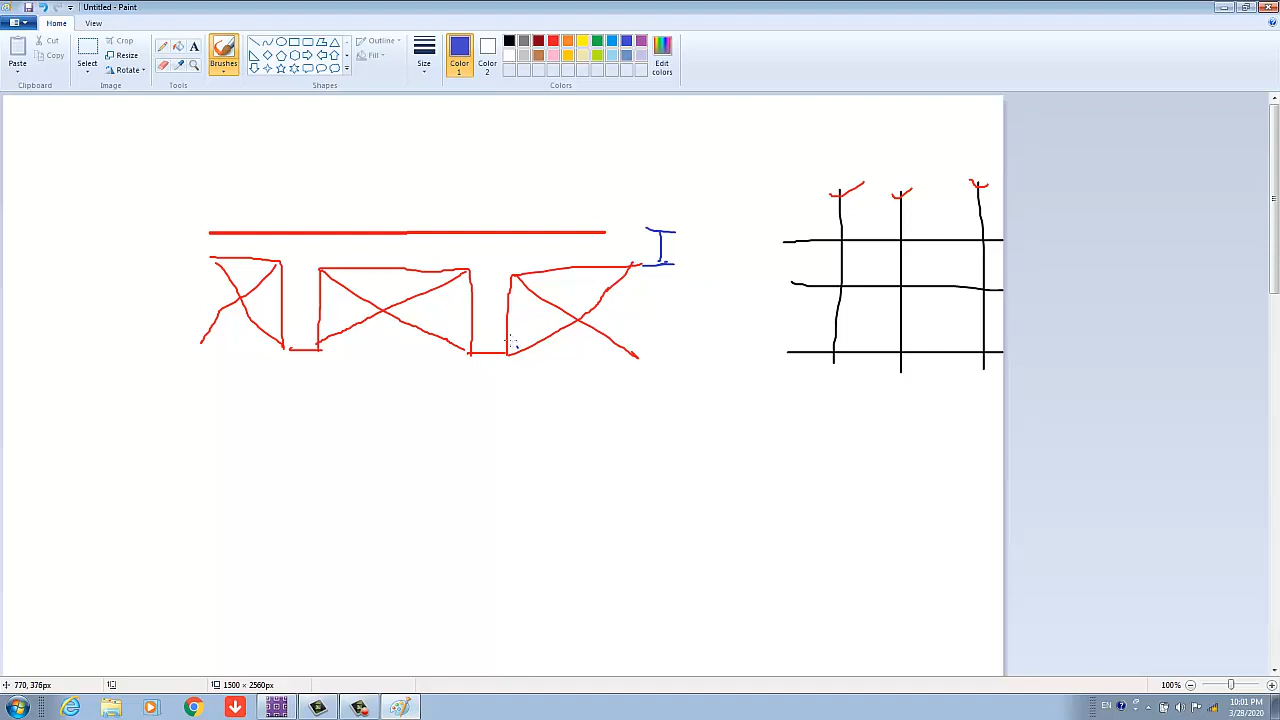 Untitled - Paint
Home View
Paste
Cut
Copy
Clipboard
Select
Crop
Resize
Rotate
Image
A
Tools
Brushes
Shapes
Outline
Fill
Size
Color 1
Color 2
Edit colors
Colors
770, 376px
1500 × 2560px
100%
EN
10:01 PM
3/28/2020